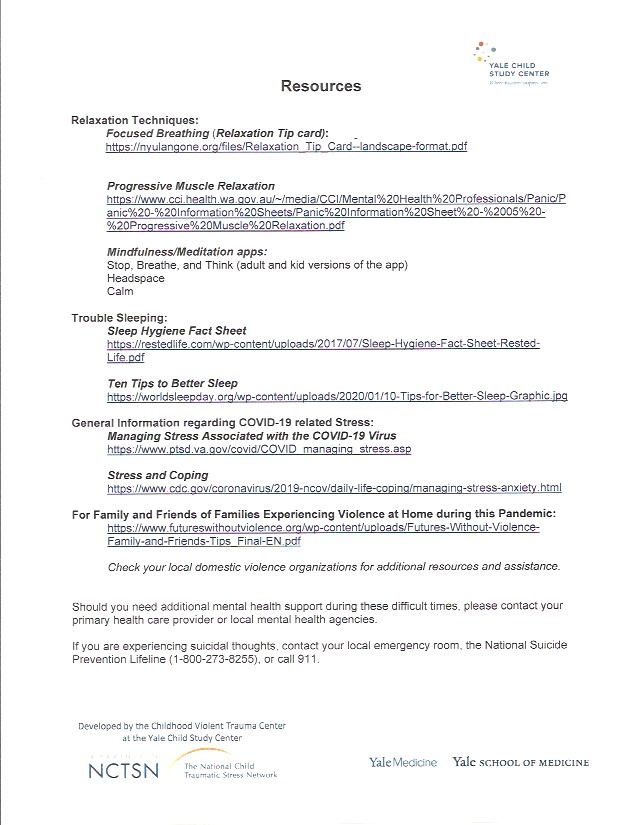 YALE CHILD
STUDY CENTER
Resources
Relaxation Techniques:
Focused Breathing (Relaxation Tip card):
https://nyulangone.org/files/Relaxation_Tip_Card--landscape-format.pdf
Progressive Muscle Relaxation
https://www.cci.health.wa.gov.au/~/media/CCI/Mental%20Health%20Professionals/Panic/P
anic%20-%20Information%20Sheets/Panic%20Information%20Sheet%20-%2005%20-
%20Progressive%20Muscle%20Relaxation.pdf
Mindfulness/Meditation apps:
Stop, Breathe, and Think (adult and kid versions of the app)
Headspace
Calm
Trouble Sleeping:
Sleep Hygiene Fact Sheet
https://restedlife.com/wp-content/uploads/2017/07/Sleep-Hygiene-Fact-Sheet-Rested-
Life.pdf
Ten Tips to Better Sleep
https://worldsleepday.org/wp-content/uploads/2020/01/10-Tips-for-Better-Sleep-Graphic.jpg
General Information regarding COVID-19 related Stress:
Managing Stress Associated with the COVID-19 Virus
https://www.ptsd.va.gov/covid/COVID_managing_stress.asp
Stress and Coping
https://www.cdc.gov/coronavirus/2019-ncov/daily-life-coping/managing-stress-anxiety.html
For Family and Friends of Families Experiencing Violence at Home during this Pandemic:
https://www.futureswithoutviolence.org/wp-content/uploads/Futures-Without-Violence-
Family-and-Friends-Tips_Final-EN.pdf
Check your local domestic violence organizations for additional resources and assistance.
Should you need additional mental health support during these difficult times, please contact your
primary health care provider or local mental health agencies.
If you are experiencing suicidal thoughts, contact your local emergency room, the National Suicide
Prevention Lifeline (1-800-273-8255), or call 911.
Developed by the Childhood Violent Trauma Center
at the Yale Child Study Center
NCTSN
The National Child
Traumatic Stress Network
Yale Medicine
Yale SCHOOL OF MEDICINE